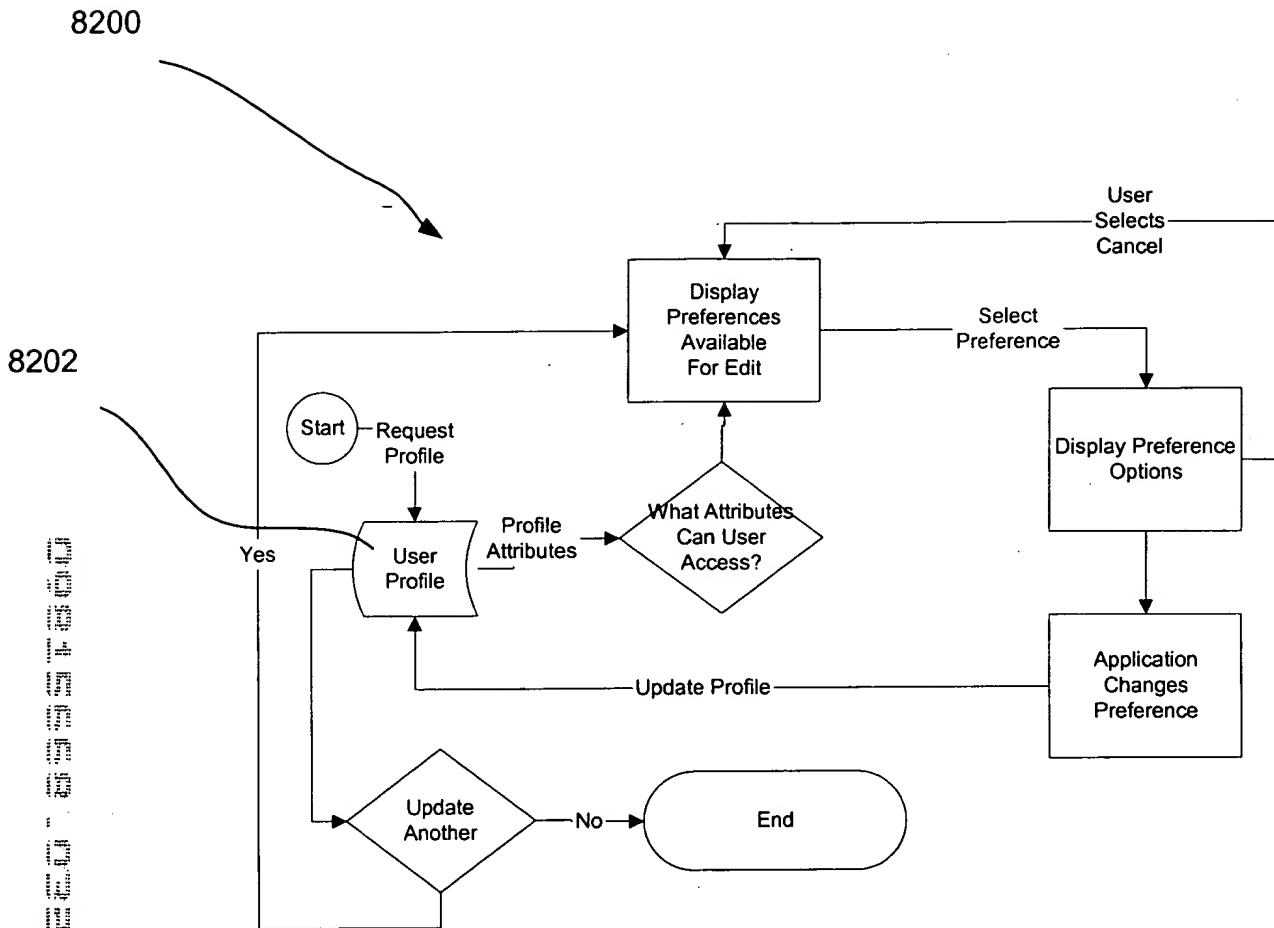 8200
User
Selects
Cancel
Display
Preferences
Available
For Edit
Select
Preference
8202
Start
Request
Profile
Display Preference
Options
What Attributes
Can User
Access?
Profile
Attributes
User
Profile
Yes
Application
Changes
Preference
Update Profile
Update
Another
No
End